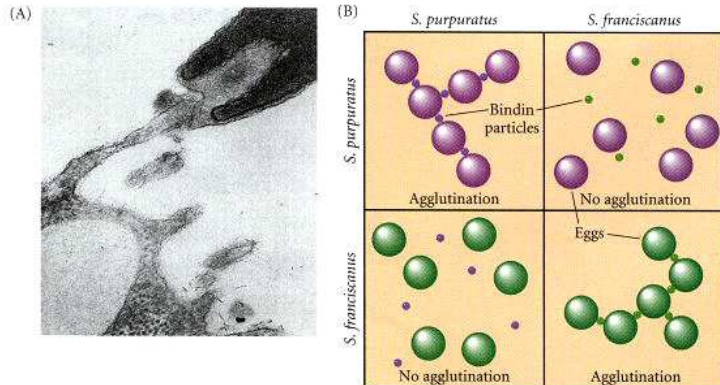 (A)
(B)
S. purpuratus
S. franciscanus
S. purpuratus
Bindin
particles
Agglutination
No agglutination
Eggs
S. franciscanus
No agglutination
Agglutination